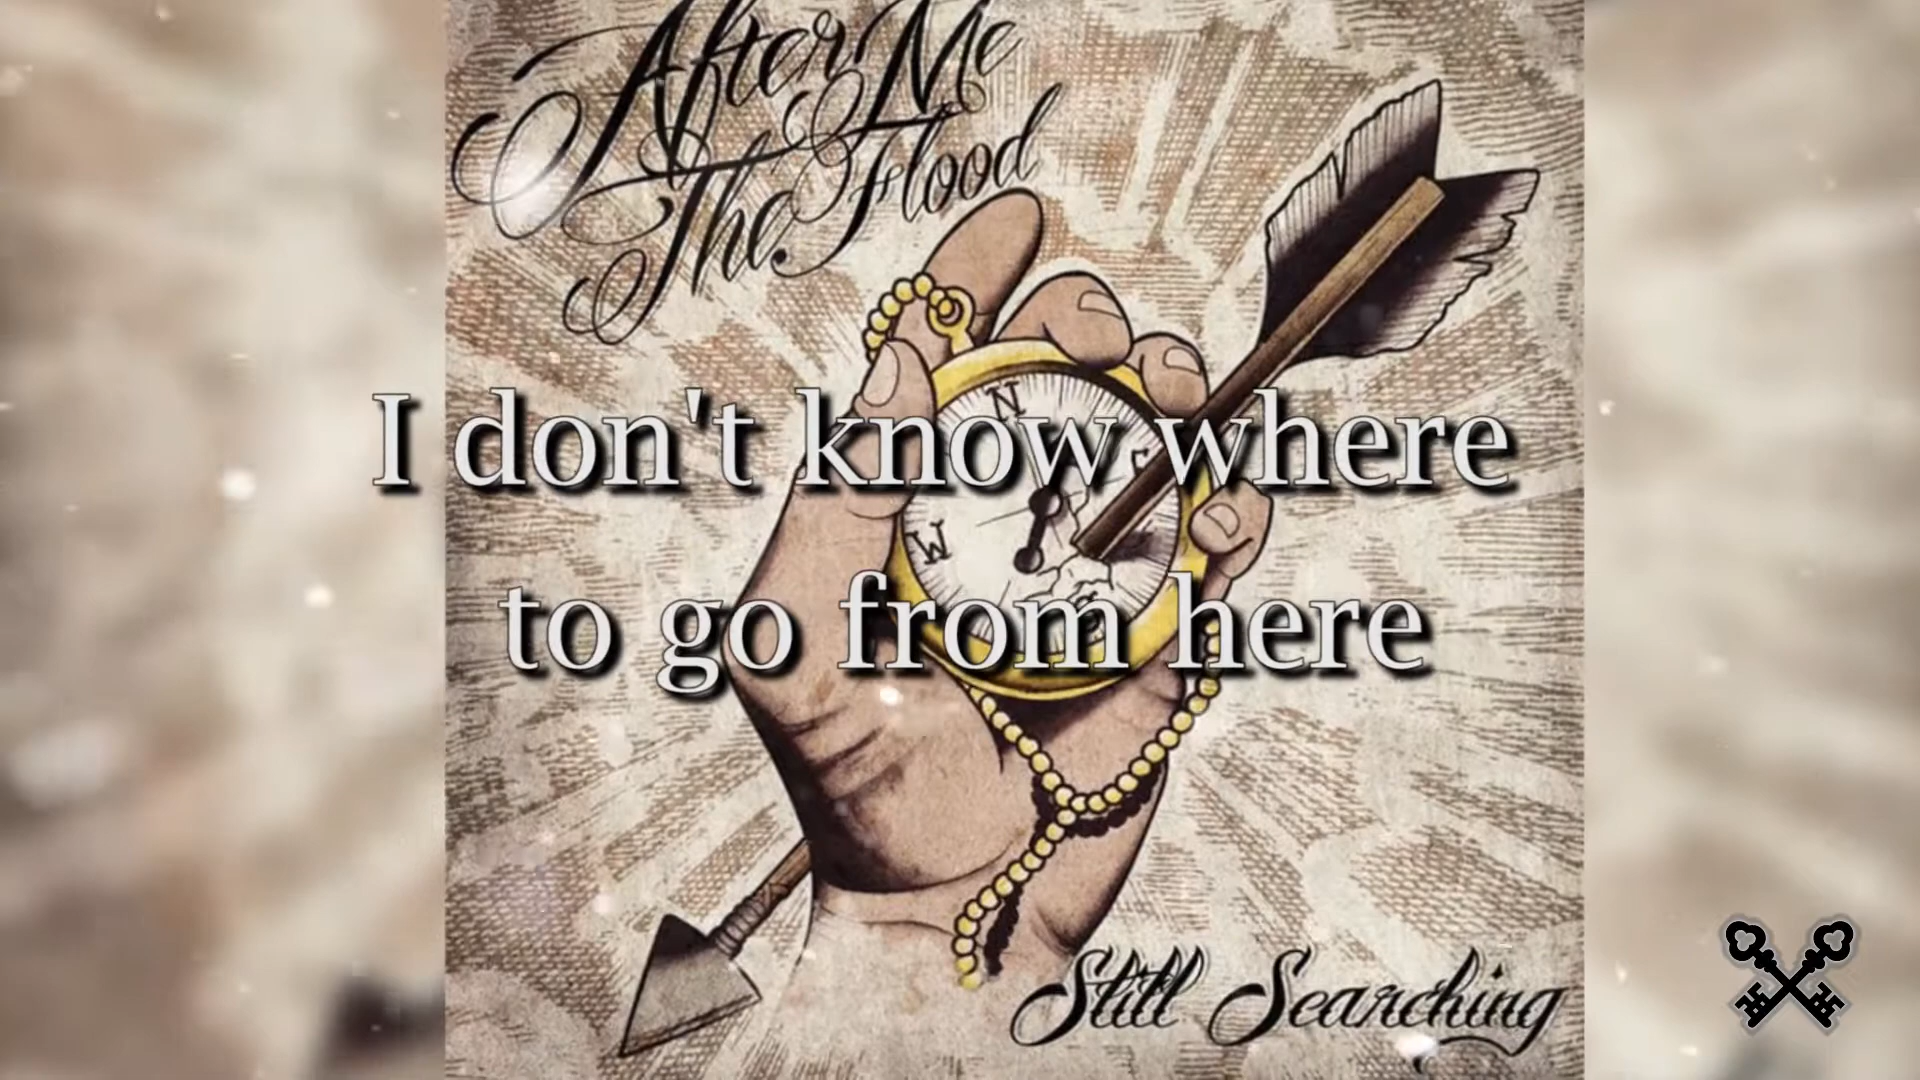 After Me
The Flood
N
I don't know where
W
to go from here
Still Searching